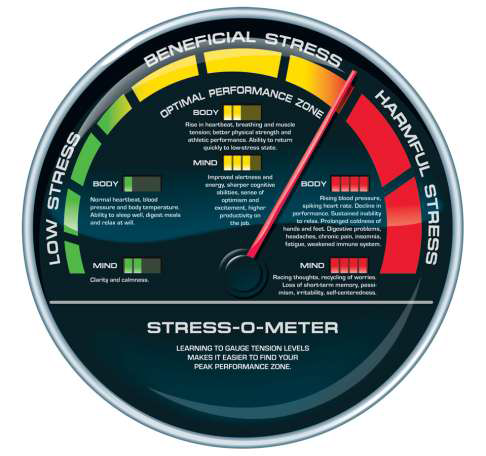 BENEFICIAL STRESS
OPTIMAL PERFORMANCE ZONE
BODY
Rise in heartbeat, breathing and muscle
tension; better physical strength and
athletic performance. Ability to return
quickly to low-stress state.
MIND
Improved alertness and
energy, sharper cognitive
abilities, sense of
optimism and
excitement, higher
productivity on
the job.
LOW STRESS
BODY
Normal heartbeat, blood
pressure and body temperature.
Ability to sleep well, digest meals
and relax at will.
MIND
Clarity and calmness.
HARMFUL STRESS
BODY
Rising blood pressure,
spiking heart rate. Decline in
performance. Sustained inability
to relax. Prolonged coldness of
hands and feet. Digestive problems,
headaches, chronic pain, insomnia,
fatigue, weakened immune system.
MIND
Racing thoughts, recycling of worries.
Loss of short-term memory, pessi-
mism, irritability, self-centeredness.
STRESS-O-METER
LEARNING TO GAUGE TENSION LEVELS
MAKES IT EASIER TO FIND YOUR
PEAK PERFORMANCE ZONE.